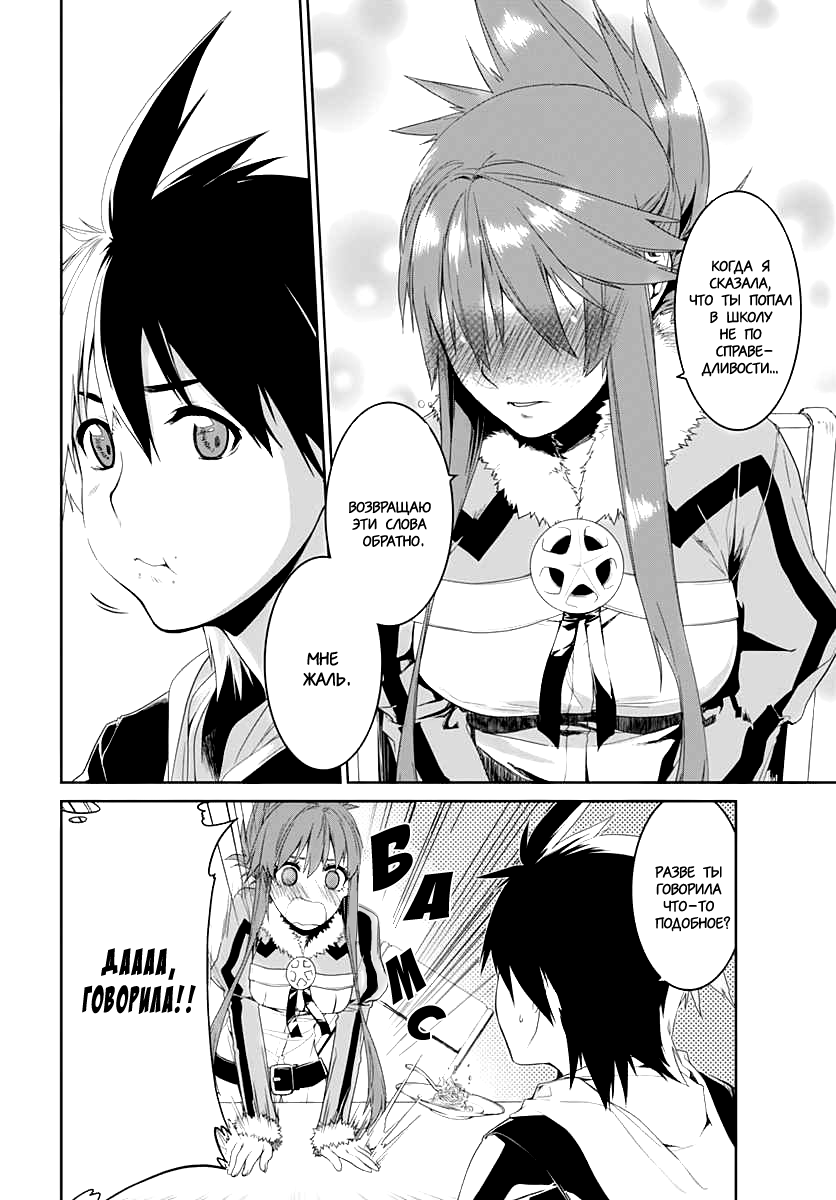 КОГДА Я
СКАЗАЛА,
ЧТО ТЫ ПОПАЛ
В ШКОЛУ
НЕ ПО
СПРАВЕ-
ДЛИВОСТИ...
ВОЗВРАЩАЮ
ЭТИ СЛОВА
ОБРАТНО.
МНЕ
ЖАЛЬ.
РАЗВЕ ТЫ
ГОВОРИЛА
ЧТО-ТО
ПОДОБНОЕ?
БАМС
ДАААА,
ГОВОРИЛА!!